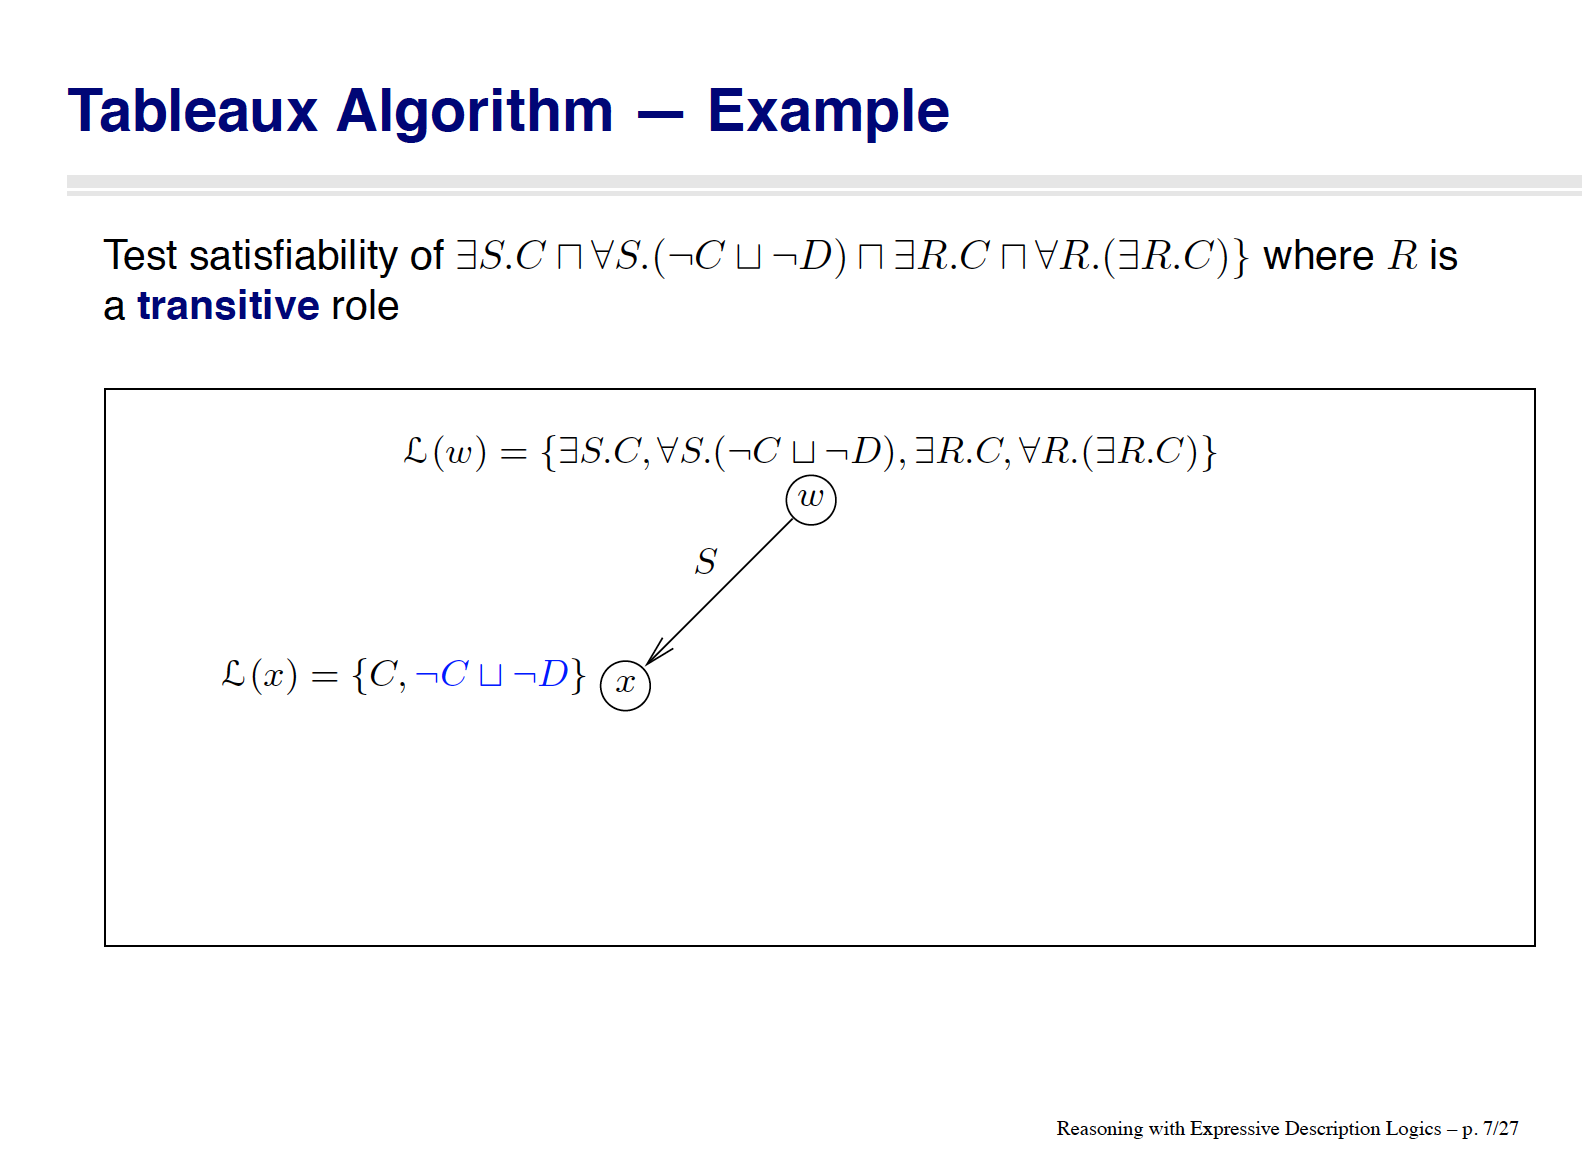 Tableaux Algorithm — Example
Test satisfiability of ∃S.C ⊓ ∀S.(¬C ⊔ ¬D) ⊓ ∃R.C ⊓ ∀R.(∃R.C)} where R is
a transitive role
ℒ(w) = {∃S.C, ∀S.(¬C ⊔ ¬D), ∃R.C, ∀R.(∃R.C)}
w
S
ℒ(x) = {C, ¬C ⊔ ¬D} x
Reasoning with Expressive Description Logics – p. 7/27